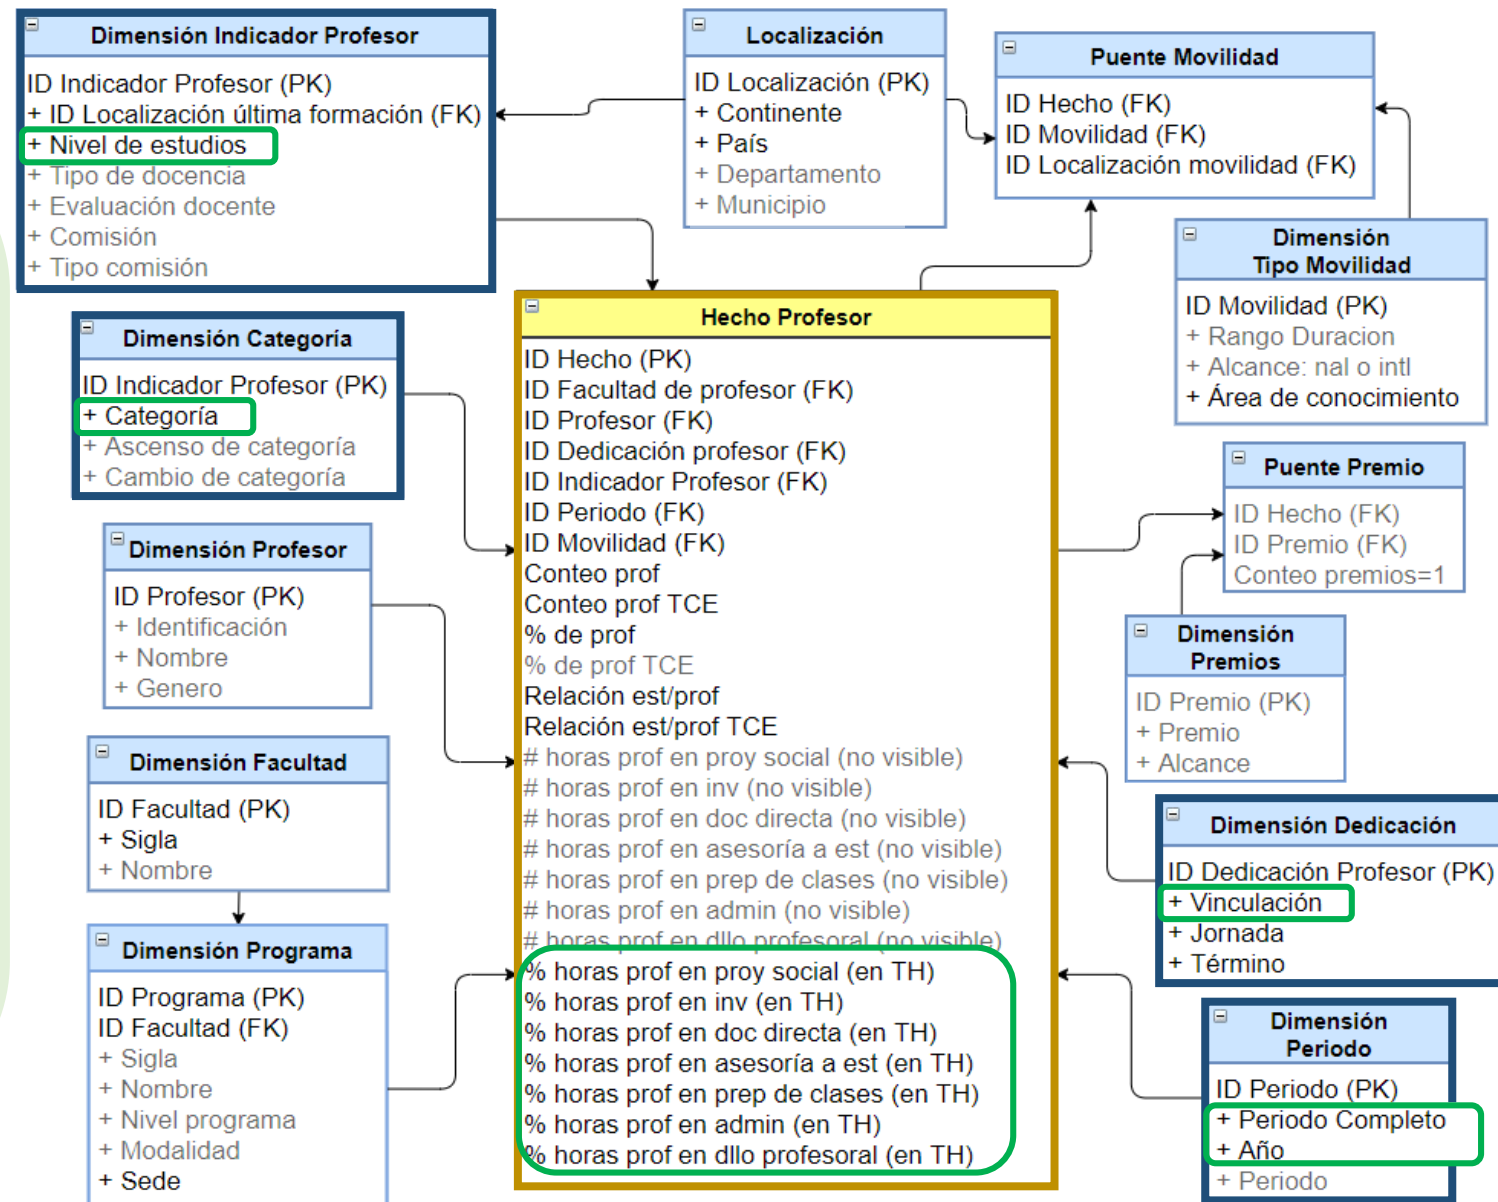 Dimensión Indicador Profesor
ID Indicador Profesor (PK)
+ ID Localización última formación (FK)
+ Nivel de estudios
+ Tipo de docencia
+ Evaluación docente
+ Comisión
+ Tipo comisión
Localización
ID Localización (PK)
+ Continente
+ País
+ Departamento
+ Municipio
Puente Movilidad
ID Hecho (FK)
ID Movilidad (FK)
ID Localización movilidad (FK)
Dimensión
Tipo Movilidad
ID Movilidad (PK)
+ Rango Duracion
+ Alcance: nal o intl
+ Área de conocimiento
Dimensión Categoría
ID Indicador Profesor (PK)
+ Categoría
+ Ascenso de categoría
+ Cambio de categoría
Hecho Profesor
ID Hecho (PK)
ID Facultad de profesor (FK)
ID Profesor (FK)
ID Dedicación profesor (FK)
ID Indicador Profesor (FK)
ID Periodo (FK)
ID Movilidad (FK)
Conteo prof
Conteo prof TCE
% de prof
% de prof TCE
Relación est/prof
Relación est/prof TCE
# horas prof en proy social (no visible)
# horas prof en inv (no visible)
# horas prof en doc directa (no visible)
# horas prof en asesoría a est (no visible)
# horas prof en prep de clases (no visible)
# horas prof en admin (no visible)
# horas prof en dllo profesoral (no visible)
% horas prof en proy social (en TH)
% horas prof en inv (en TH)
% horas prof en doc directa (en TH)
% horas prof en asesoría a est (en TH)
% horas prof en prep de clases (en TH)
% horas prof en admin (en TH)
% horas prof en dllo profesoral (en TH)
Dimensión Profesor
ID Profesor (PK)
+ Identificación
+ Nombre
+ Genero
Dimensión Facultad
ID Facultad (PK)
+ Sigla
+ Nombre
Dimensión Programa
ID Programa (PK)
ID Facultad (FK)
+ Sigla
+ Nombre
+ Nivel programa
+ Modalidad
+ Sede
Puente Premio
ID Hecho (FK)
ID Premio (FK)
Conteo premios=1
Dimensión
Premios
ID Premio (PK)
+ Premio
+ Alcance
Dimensión Dedicación
ID Dedicación Profesor (PK)
+ Vinculación
+ Jornada
+ Término
Dimensión
Periodo
ID Periodo (PK)
+ Periodo Completo
+ Año
+ Periodo